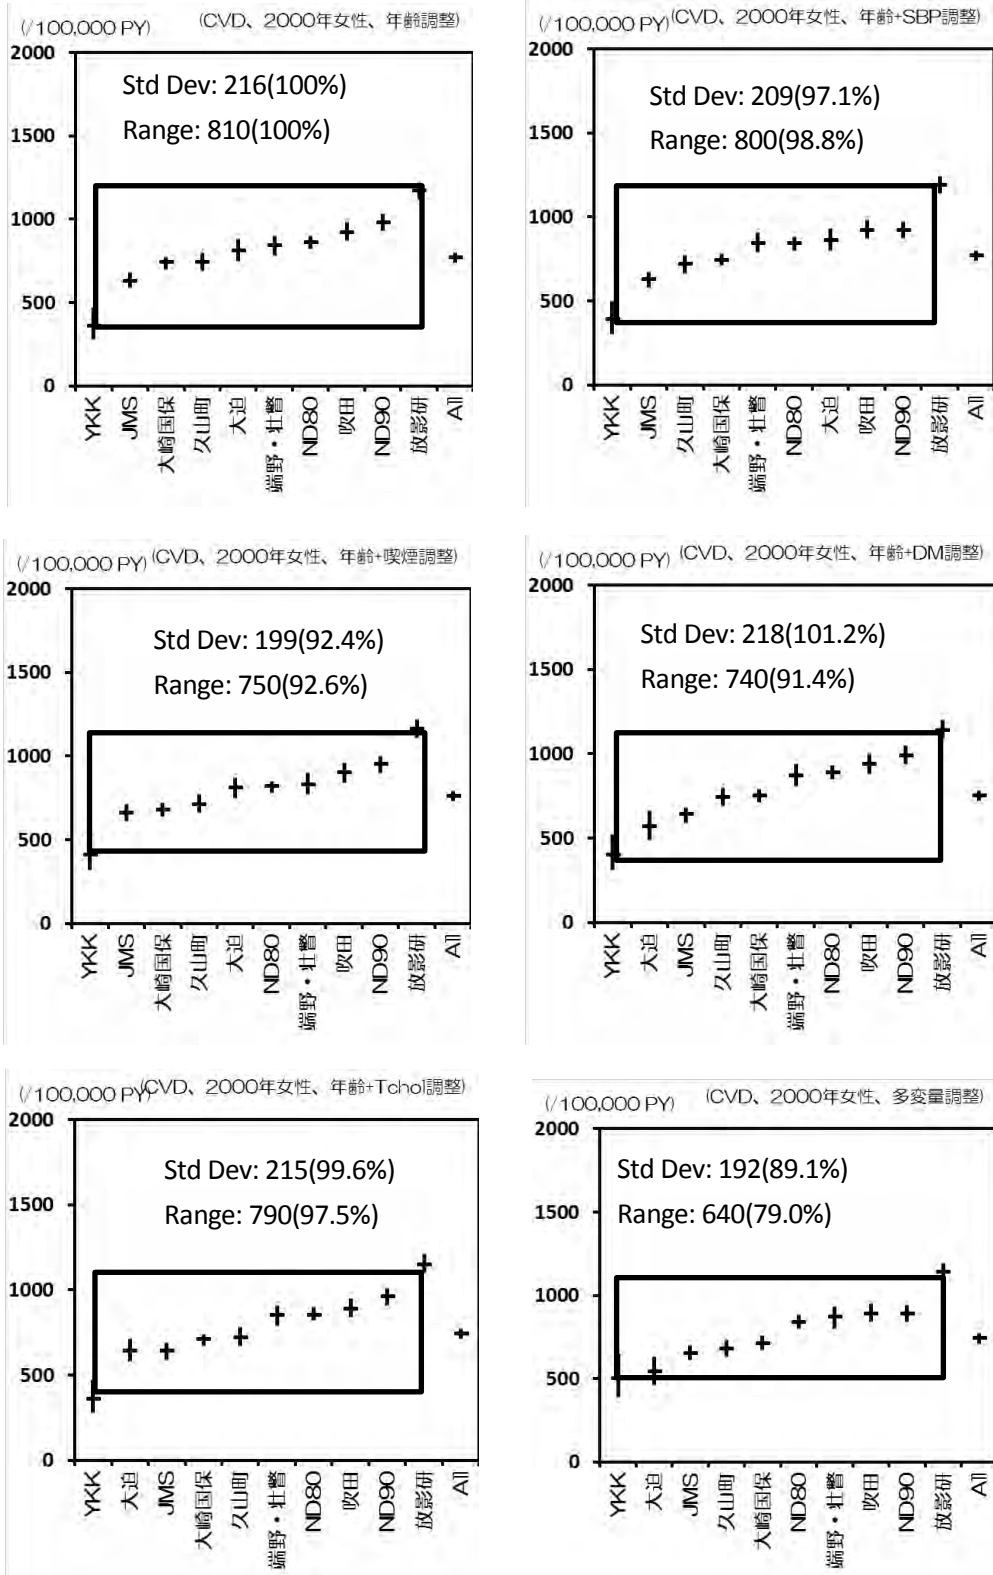 (/100,000 PY)
(CVD、2000年女性、年齢調整)
2000
1500
1000
500
0
Std Dev: 216(100%)
Range: 810(100%)
YKK
JMS
大崎国保
久山町
大迫
端野・壮瞥
ND80
吹田
ND90
放影研
All
(/100,000 PY)
(CVD、2000年女性、年齢+SBP調整)
2000
1500
1000
500
0
Std Dev: 209(97.1%)
Range: 800(98.8%)
YKK
JMS
久山町
大崎国保
端野・壮瞥
ND80
大迫
吹田
ND90
放影研
All
(/100,000 PY)
(CVD、2000年女性、年齢+喫煙調整)
2000
1500
1000
500
0
Std Dev: 199(92.4%)
Range: 750(92.6%)
YKK
JMS
大崎国保
久山町
大迫
ND80
端野・壮瞥
吹田
ND90
放影研
All
(/100,000 PY)
(CVD、2000年女性、年齢+DM調整)
2000
1500
1000
500
0
Std Dev: 218(101.2%)
Range: 740(91.4%)
YKK
大迫
JMS
久山町
大崎国保
端野・壮瞥
ND80
吹田
ND90
放影研
All
(/100,000 PY)
(CVD、2000年女性、年齢+Tchol調整)
2000
1500
1000
500
0
Std Dev: 215(99.6%)
Range: 790(97.5%)
YKK
大迫
JMS
大崎国保
久山町
端野・壮瞥
ND80
吹田
ND90
放影研
All
(/100,000 PY)
(CVD、2000年女性、多変量調整)
2000
1500
1000
500
0
Std Dev: 192(89.1%)
Range: 640(79.0%)
YKK
大迫
JMS
久山町
大崎国保
ND80
端野・壮瞥
吹田
ND90
放影研
All